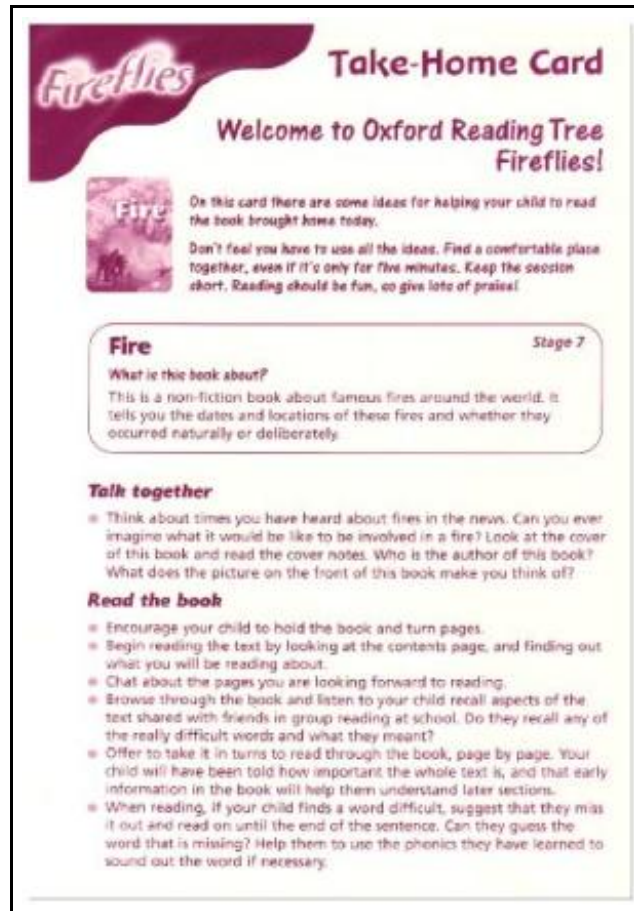 Fireflies
Take-Home Card
Welcome to Oxford Reading Tree
Fireflies!
Fire
On this card there are some ideas for helping your child to read
the book brought home today.
Don't feel you have to use all the ideas. Find a comfortable place
together, even if it's only for five minutes. Keep the session
short. Reading should be fun, so give lots of praise!
Fire
Stage 7
What is this book about?
This is a non-fiction book about famous fires around the world. It
tells you the dates and locations of these fires and whether they
occurred naturally or deliberately.
Talk together
Think about times you have heard about fires in the news. Can you ever
imagine what it would be like to be involved in a fire? Look at the cover
of this book and read the cover notes. Who is the author of this book?
What does the picture on the front of this book make you think of?
Read the book
Encourage your child to hold the book and turn pages.
Begin reading the text by looking at the contents page, and finding out
what you will be reading about.
Chat about the pages you are looking forward to reading.
Browse through the book and listen to your child recall aspects of the
text shared with friends in group reading at school. Do they recall any of
the really difficult words and what they meant?
Offer to take it in turns to read through the book, page by page. Your
child will have been told how important the whole text is, and that early
information in the book will help them understand later sections.
When reading, if your child finds a word difficult, suggest that they miss
it out and read on until the end of the sentence. Can they guess the
word that is missing? Help them to use the phonics they have learned to
sound out the word if necessary.